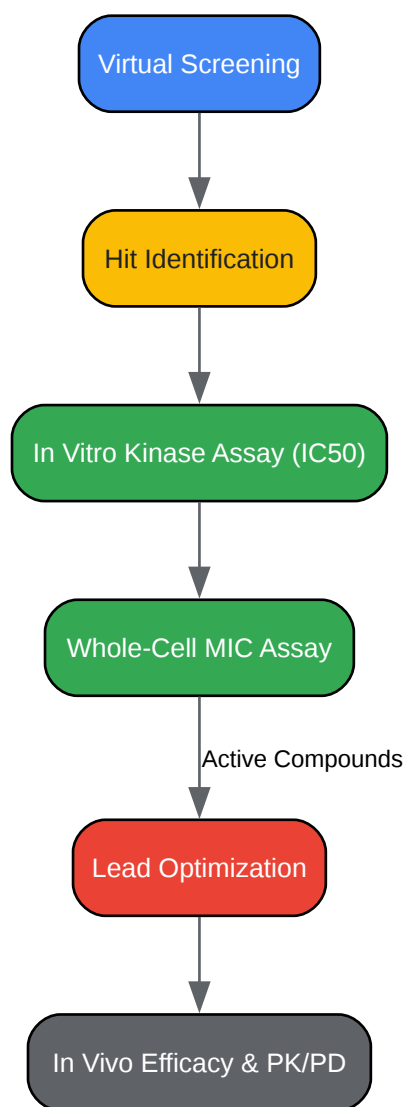 Virtual Screening
Hit Identification
In Vitro Kinase Assay (IC50)
Whole-Cell MIC Assay
Active Compounds
Lead Optimization
In Vivo Efficacy & PK/PD